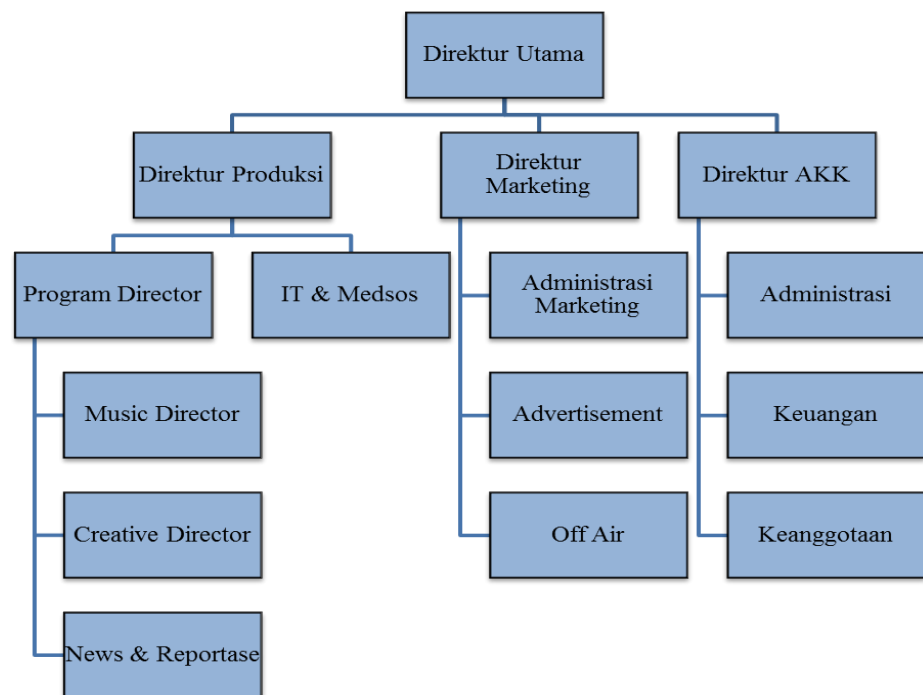 Direktur Utama
Direktur Produksi
Direktur
Marketing
Direktur AKK
Program Director
IT & Medsos
Administrasi
Marketing
Administrasi
Music Director
Advertisement
Keuangan
Creative Director
Off Air
Keanggotaan
News & Reportase